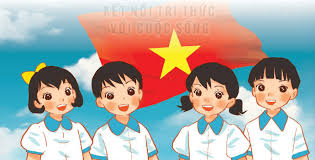 KẾT NỐI TRI THỨC
VỚI CUỘC SỐNG